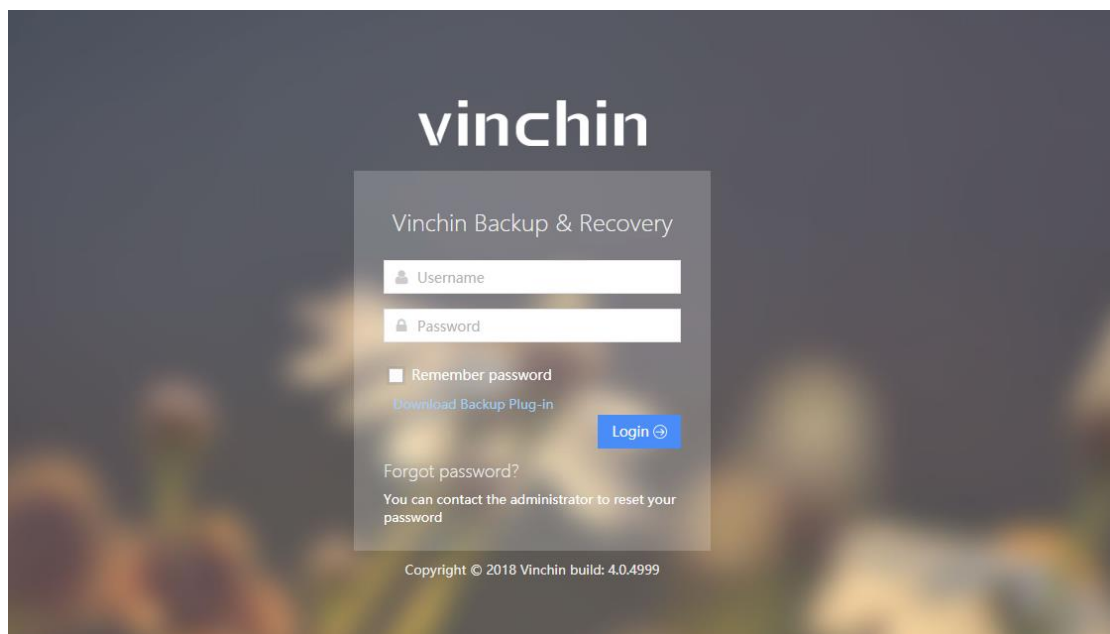 vinchin
Vinchin Backup & Recovery
Username
Password
Remember password
Download Backup Plug-in
Login
Forgot password?
You can contact the administrator to reset your
password
Copyright © 2018 Vinchin build: 4.0.4999